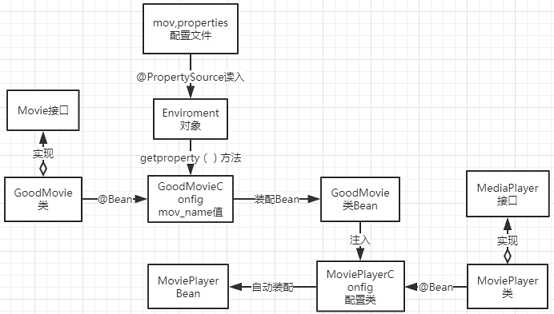 mov,properties
配置文件
@PropertySource读入
Enviroment
对象
Movie接口
实现
getproperty（ ）方法
GoodMovie
类
@Bean
GoodMovieC
onfig
mov_name值
装配Bean
GoodMovie
类Bean
MediaPlayer
接口
注入
实现
MoviePlayer
Bean
自动装配
MoviePlayerC
onfig
配置类
@Bean
MoviePlayer
类